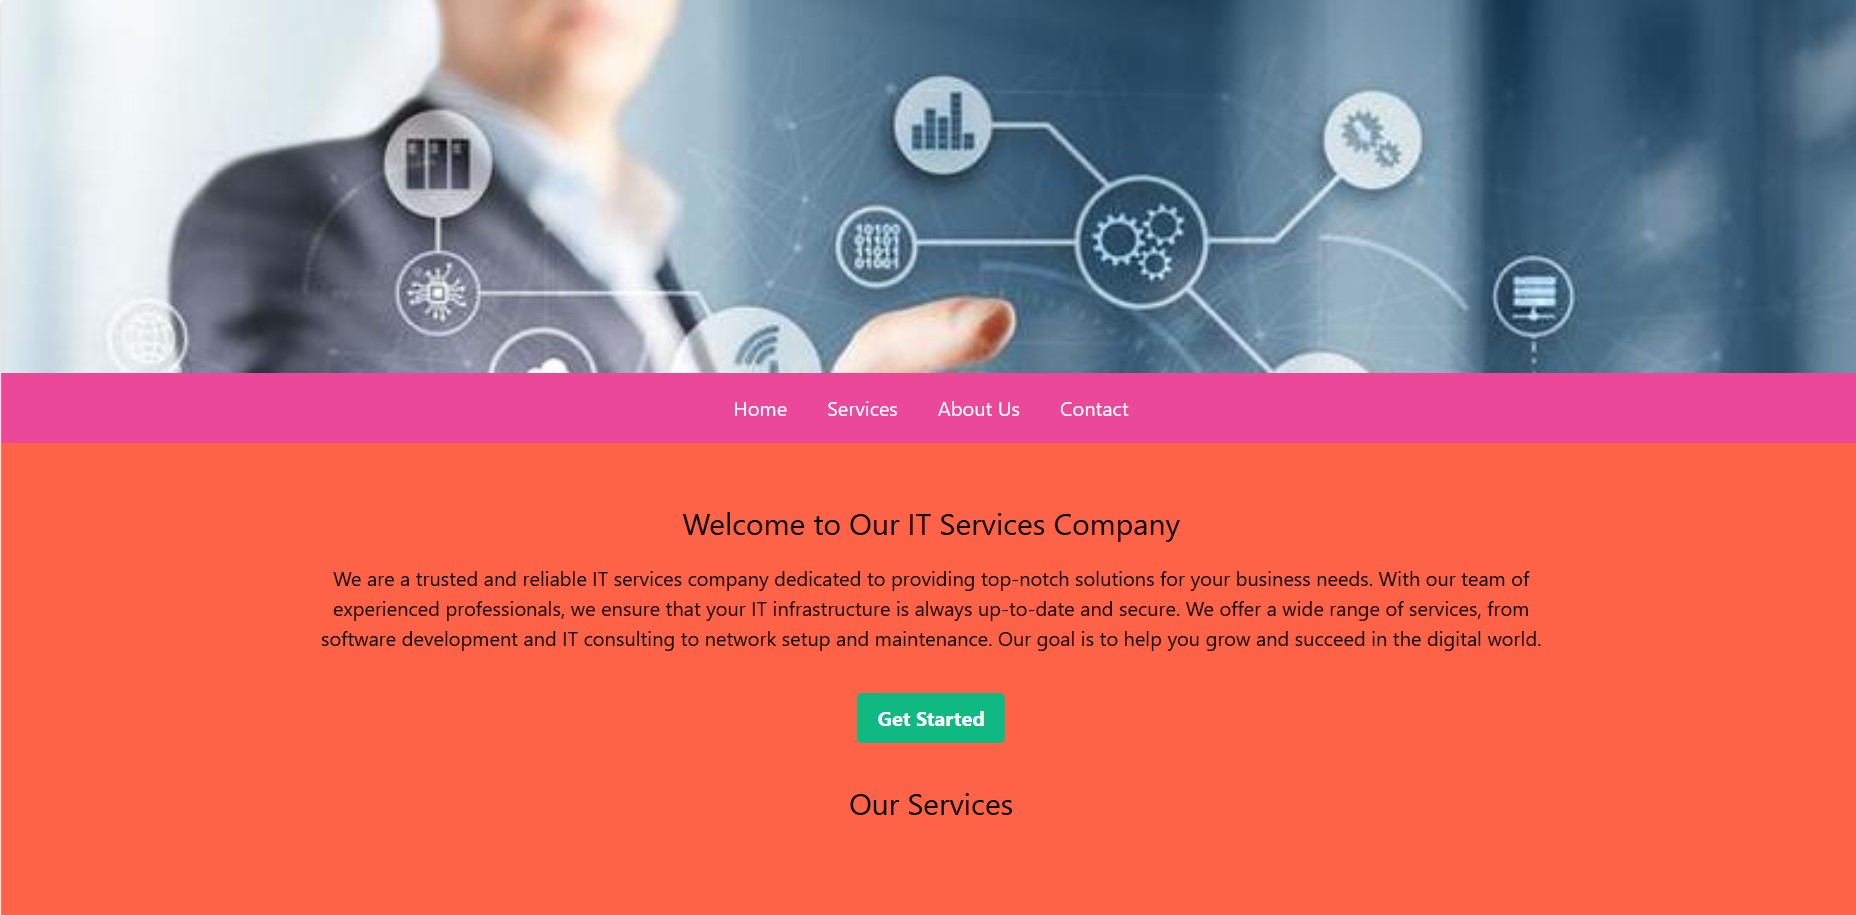 10100
01101
11011
01001
Home Services About Us Contact
Welcome to Our IT Services Company
We are a trusted and reliable IT services company dedicated to providing top-notch solutions for your business needs. With our team of
experienced professionals, we ensure that your IT infrastructure is always up-to-date and secure. We offer a wide range of services, from
software development and IT consulting to network setup and maintenance. Our goal is to help you grow and succeed in the digital world.
Get Started
Our Services